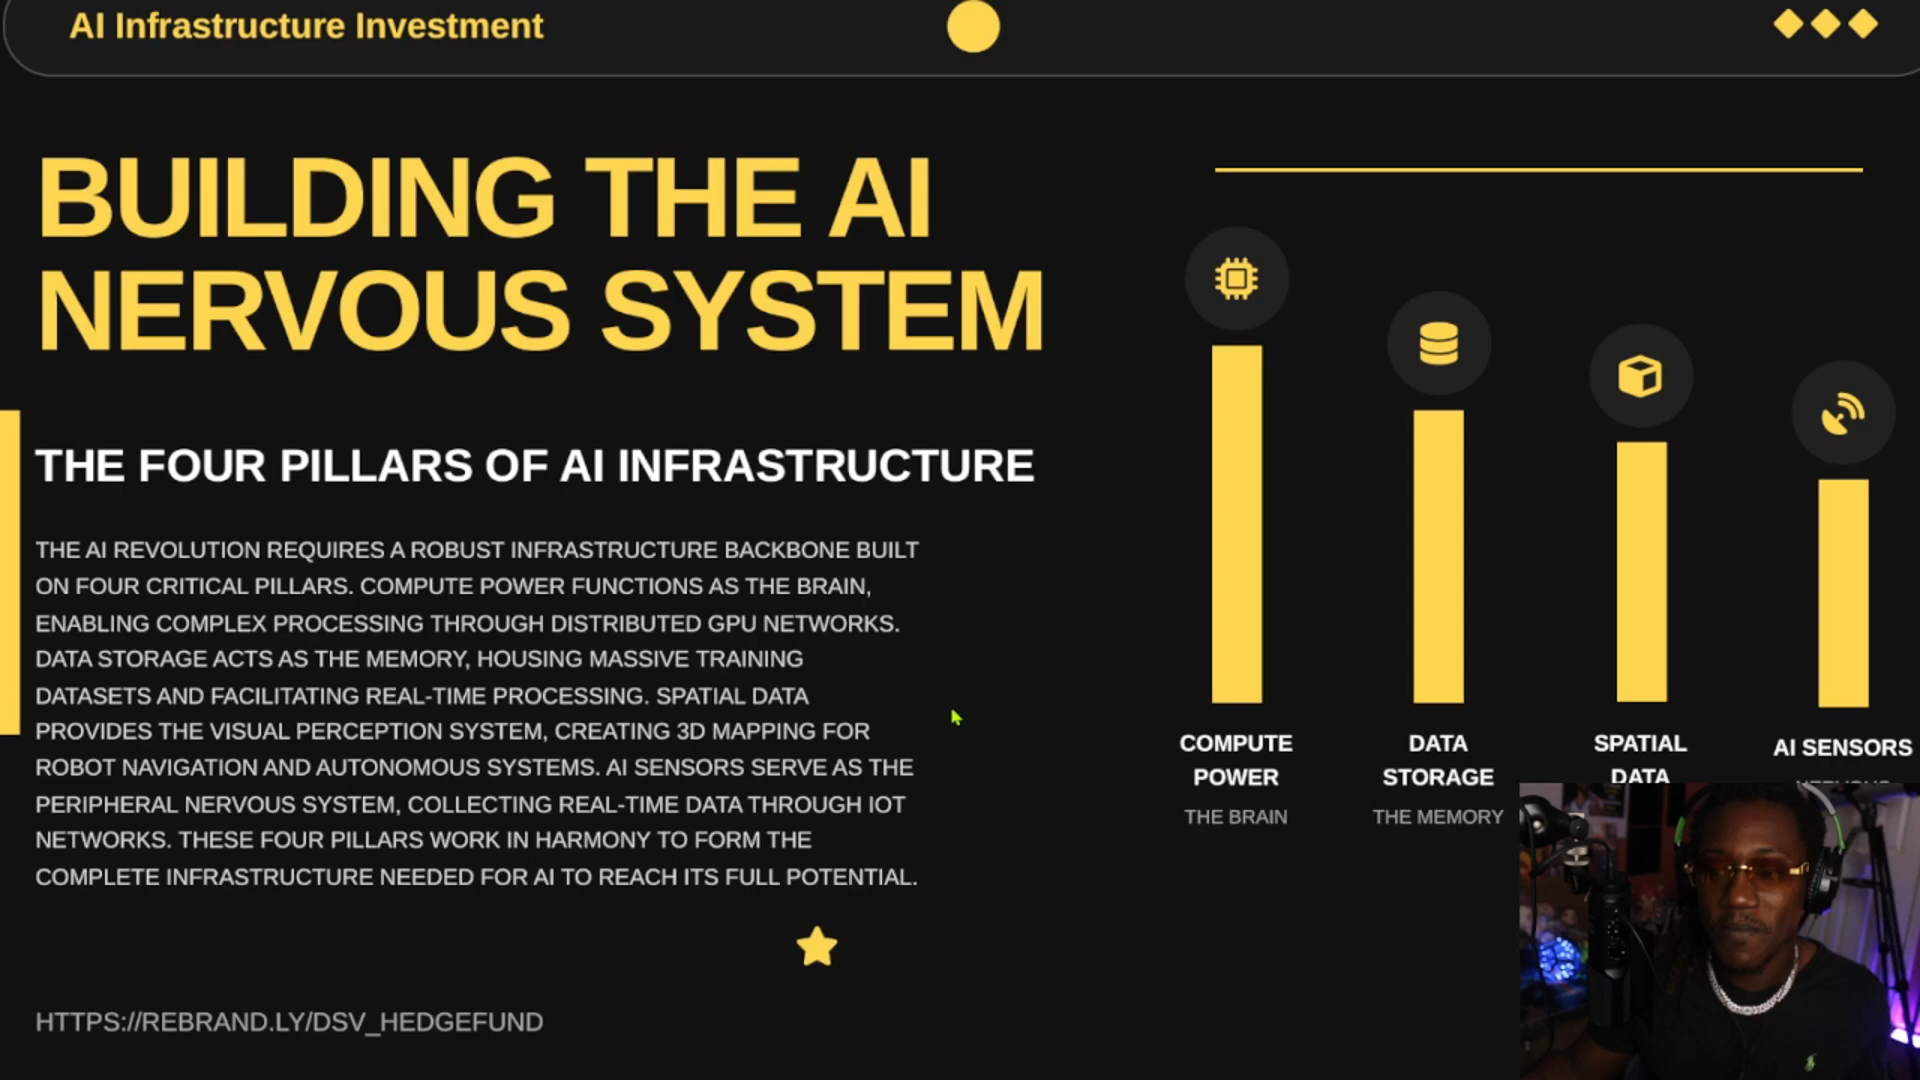 AI Infrastructure Investment
BUILDING THE AI
NERVOUS SYSTEM
THE FOUR PILLARS OF AI INFRASTRUCTURE
THE AI REVOLUTION REQUIRES A ROBUST INFRASTRUCTURE BACKBONE BUILT
ON FOUR CRITICAL PILLARS. COMPUTE POWER FUNCTIONS AS THE BRAIN,
ENABLING COMPLEX PROCESSING THROUGH DISTRIBUTED GPU NETWORKS.
DATA STORAGE ACTS AS THE MEMORY, HOUSING MASSIVE TRAINING
DATASETS AND FACILITATING REAL-TIME PROCESSING. SPATIAL DATA
PROVIDES THE VISUAL PERCEPTION SYSTEM, CREATING 3D MAPPING FOR
ROBOT NAVIGATION AND AUTONOMOUS SYSTEMS. AI SENSORS SERVE AS THE
PERIPHERAL NERVOUS SYSTEM, COLLECTING REAL-TIME DATA THROUGH IOT
NETWORKS. THESE FOUR PILLARS WORK IN HARMONY TO FORM THE
COMPLETE INFRASTRUCTURE NEEDED FOR AI TO REACH ITS FULL POTENTIAL.
HTTPS://REBRAND.LY/DSV_HEDGEFUND
COMPUTE
POWER
THE BRAIN
DATA
STORAGE
THE MEMORY
SPATIAL
DATA
AI SENSORS